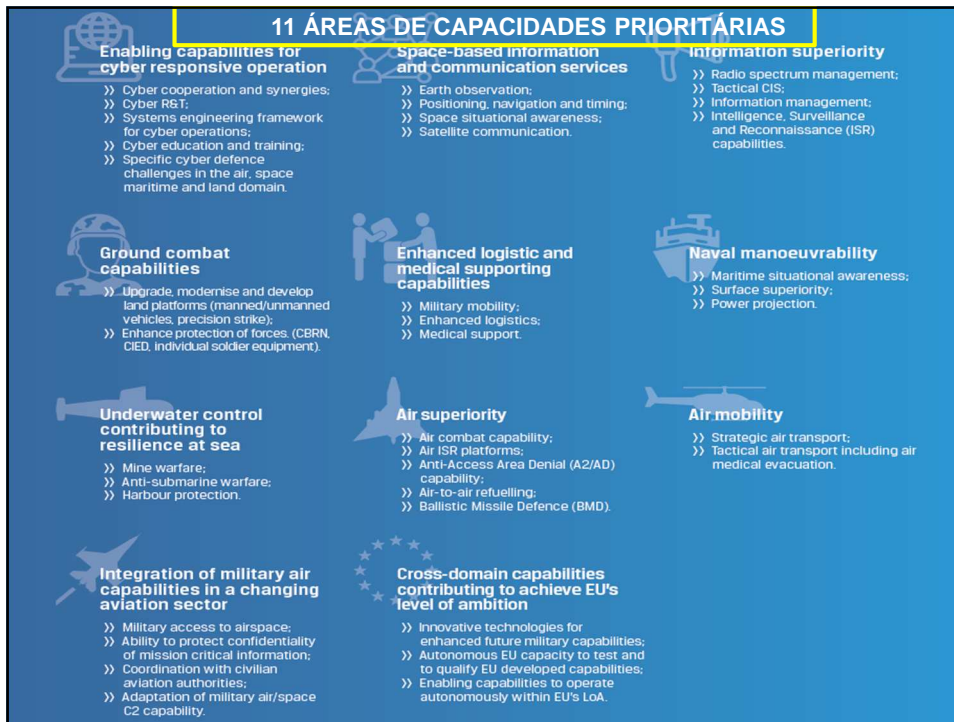 11 ÁREAS DE CAPACIDADES PRIORITÁRIAS
Enabling capabilities for
cyber responsive operation
》 Cyber cooperation and synergies;
》 Cyber R&T;
》 Systems engineering framework
for cyber operations;
》 Cyber education and training;
》 Specific cyber defence
challenges in the air, space
maritime and land domain.
Space-based information
and communication services
》 Earth observation;
》 Positioning, navigation and timing;
》 Space situational awareness;
》 Satellite communication.
Information superiority
》 Radio spectrum management;
》 Tactical CIS;
》 Information management;
》 Intelligence, Surveillance
and Reconnaissance (ISR)
capabilities.
Ground combat
capabilities
》 Upgrade, modernise and develop
land platforms (manned/unmanned
vehicles, precision strike);
》 Enhance protection of forces. (CBRN,
CIED, individual soldier equipment).
Enhanced logistic and
medical supporting
capabilities
》 Military mobility;
》 Enhanced logistics;
》 Medical support.
Naval manoeuvrability
》 Maritime situational awareness;
》 Surface superiority;
》 Power projection.
Underwater control
contributing to
resilience at sea
》 Mine warfare;
》 Anti-submarine warfare;
》 Harbour protection.
Air superiority
》 Air combat capability;
》 Air ISR platforms;
》 Anti-Access Area Denial (A2/AD)
capability;
》 Air-to-air refuelling;
》 Ballistic Missile Defence (BMD).
Air mobility
》 Strategic air transport;
》 Tactical air transport including air
medical evacuation.
Integration of military air
capabilities in a changing
aviation sector
》 Military access to airspace;
》 Ability to protect confidentiality
of mission critical information;
》 Coordination with civilian
aviation authorities;
》 Adaptation of military air/space
C2 capability.
Cross-domain capabilities
contributing to achieve EU's
level of ambition
》 Innovative technologies for
enhanced future military capabilities;
》 Autonomous EU capacity to test and
to qualify EU developed capabilities;
》 Enabling capabilities to operate
autonomously within EU's LoA.